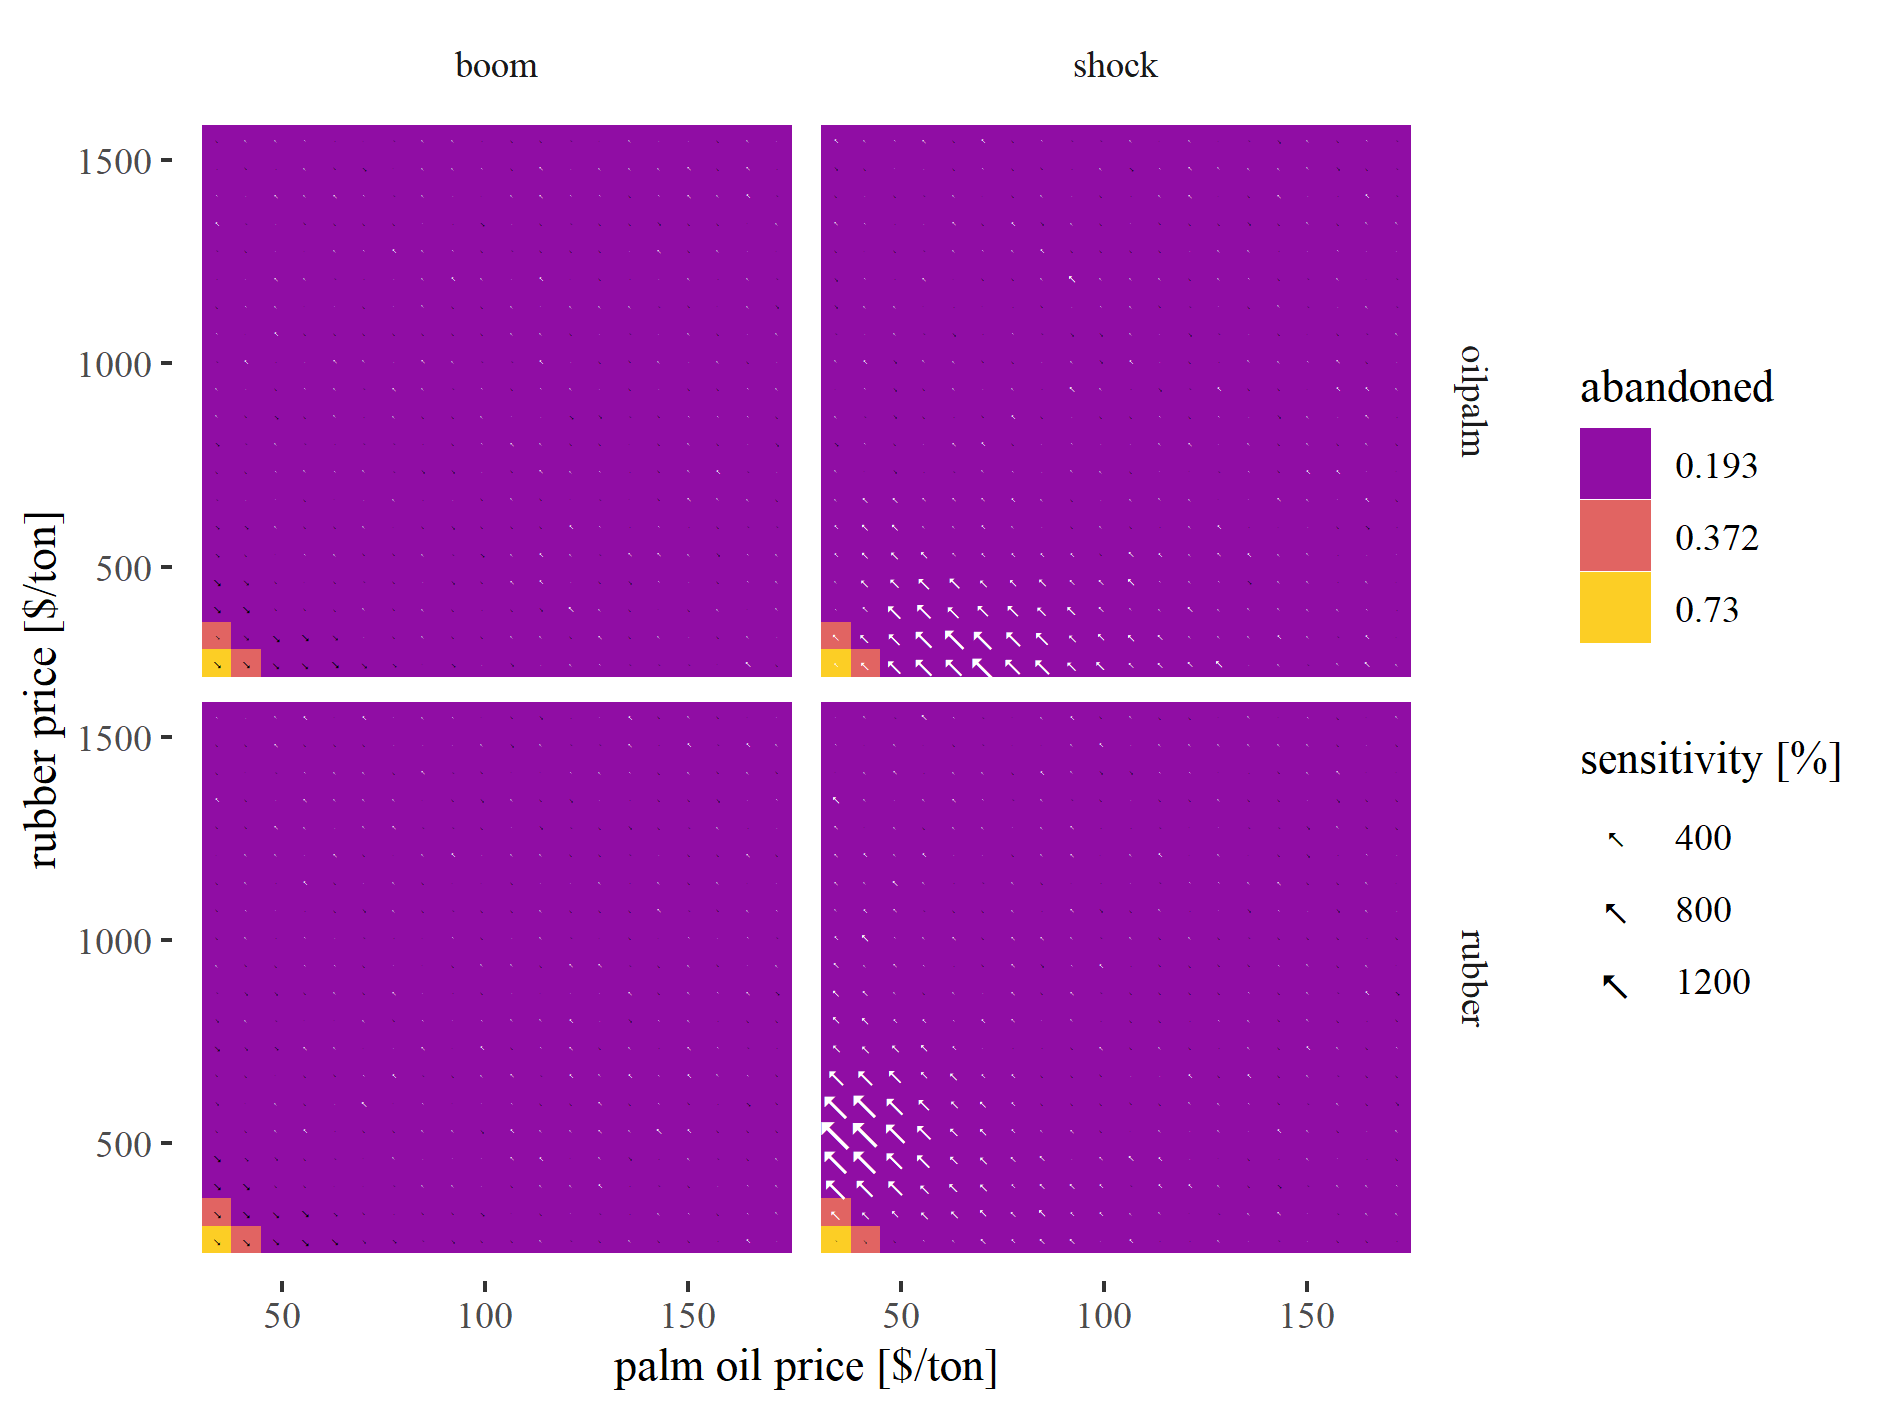 boom
shock
1500
1000
500
oilpalm
rubber price [$/ton]
1500
1000
500
rubber
50
100
150
50
100
150
palm oil price [$/ton]
abandoned
0.193
0.372
0.73
sensitivity [%]
400
800
1200